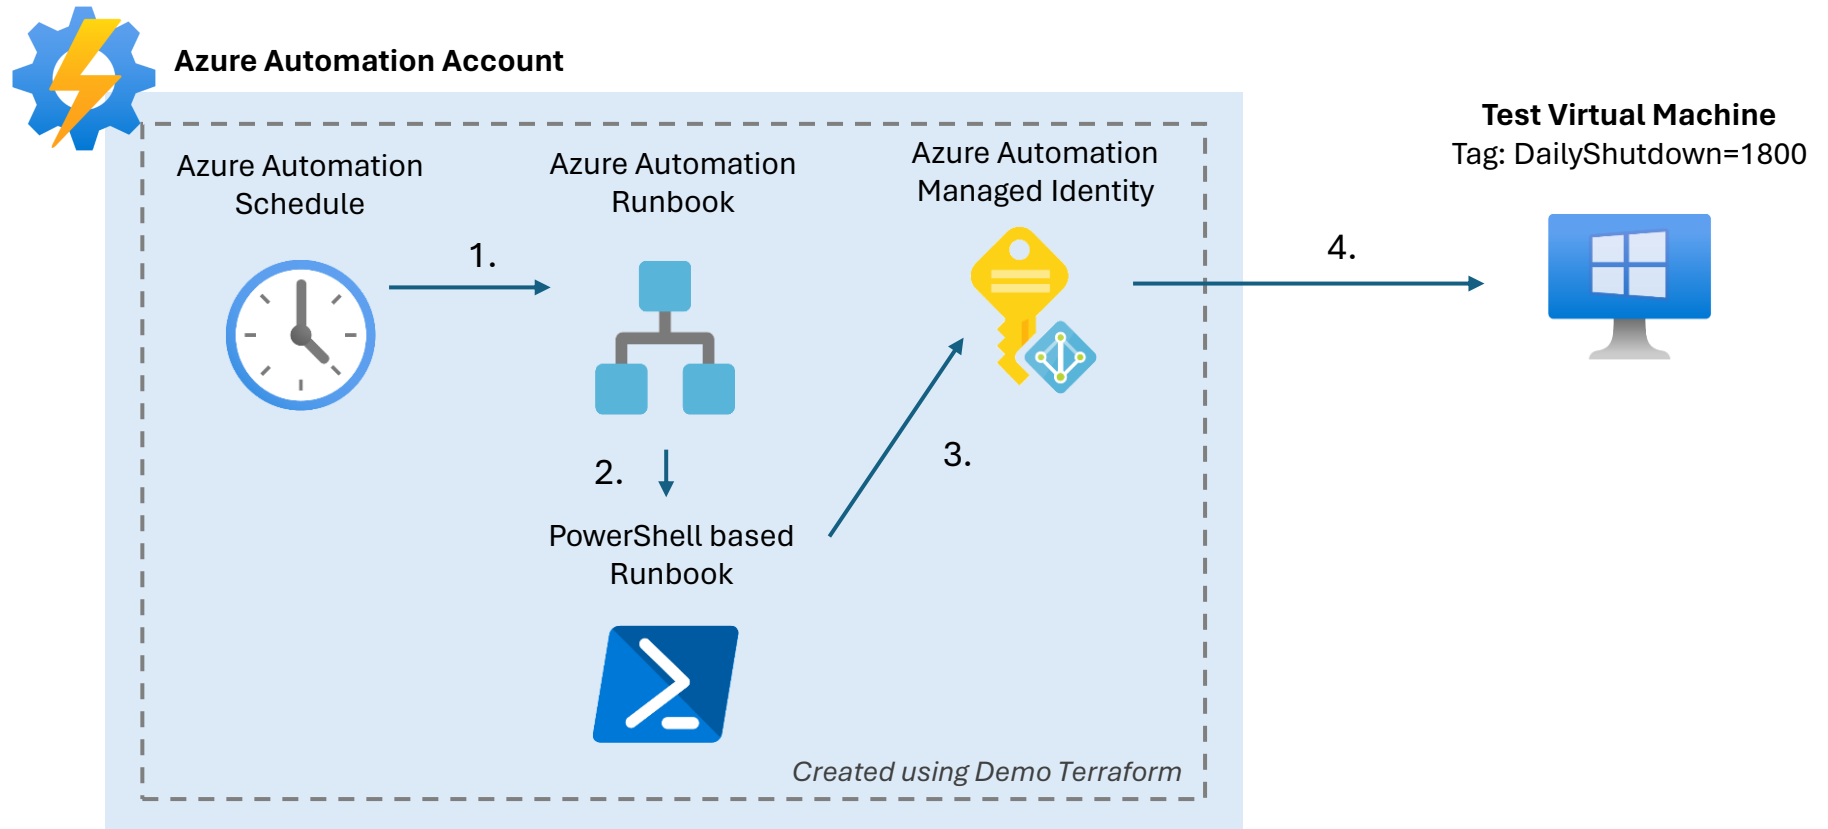 Azure Automation Account
Azure Automation
Schedule
1.
Azure Automation
Runbook
2.
PowerShell based
Runbook
3.
Azure Automation
Managed Identity
4.
Test Virtual Machine
Tag: DailyShutdown=1800
Created using Demo Terraform